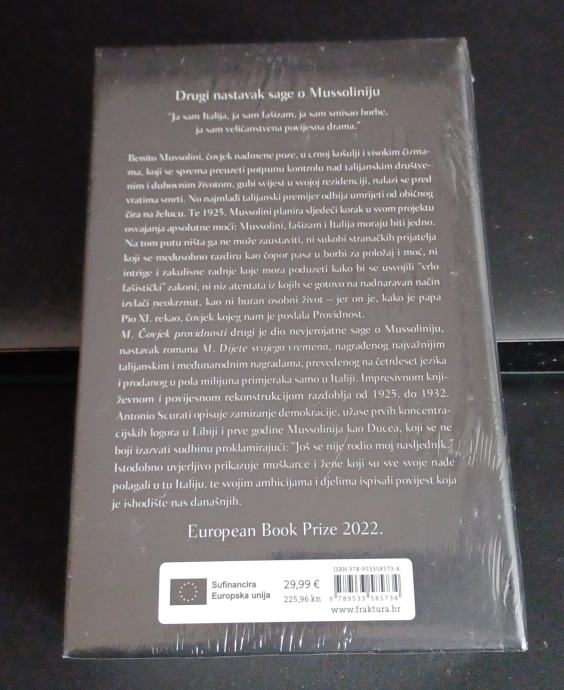 Drugi nastavak sage o Mussoliniju
"Ja sam Italija, ja sam fašizam, ja sam smisao borbe,
ja sam veličanstvena povijesna drama."
Benito Mussolini, čovjek nadmene poze, u crnoj košulji i visokim čizma-
ma, koji se sprema preuzeti potpunu kontrolu nad talijanskim društve-
nim i duhovnim životom, gubi svijest u svojoj rezidenciji, nalazi se pred
vratima smrti. No najmlađi talijanski premijer odbija umrijeti od običnog
čira na želucu. Te 1925. Mussolini planira sljedeći korak u svom projektu
osvajanja apsolutne moći: Mussolini, fašizam i Italija moraju biti jedno.
Na tom putu ništa ga ne može zaustaviti, ni sukobi stranačkih prijatelja
koji se međusobno razdiru kao čopor pasa u borbi za položaj i moć, ni
intrige i zakulisne radnje koje mora poduzeti kako bi se usvojili "vrlo
fašistički" zakoni, ni niz atentata iz kojih se gotovo na nadnaravan način
izvlači neokrznut, kao ni buran osobni život – jer on je, kako je papa
Pio XI. rekao, čovjek kojeg nam je poslala Providnost.
M. Čovjek providnosti drugi je dio nevjerojatne sage o Mussoliniju,
nastavak romana M. Dijete svojega vremena, nagrađenog najvažnijim
talijanskim i međunarodnim nagradama, prevedenog na četrdeset jezika
i prodanog u pola milijuna primjeraka samo u Italiji. Impresivnom knji-
ževnom i povijesnom rekonstrukcijom razdoblja od 1925. do 1932.
Antonio Scurati opisuje zamiranje demokracije, užase prvih koncentra-
cijskih logora u Libiji i prve godine Mussolinija kao Ducea, koji se ne
boji izazvati sudbinu proklamirajući: "Još se nije rodio moj nasljednik."
Istodobno uvjerljivo prikazuje muškarce i žene koji su sve svoje nade
polagali u tu Italiju, te svojim ambicijama i djelima ispisali povijest koja
je ishodište nas današnjih.
European Book Prize 2022.
Sufinancira
Europska unija
29,99 €
225,96 kn
ISBN 978-953358573-4
9 789533 585734
www.fraktura.hr